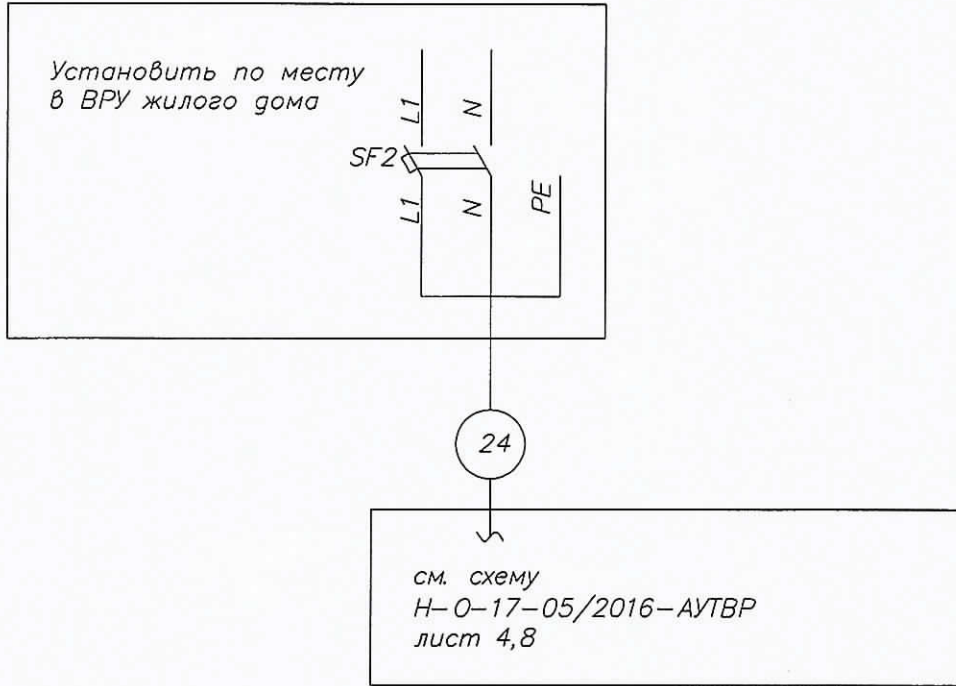 Установить по месту
в ВРУ жилого дома
L1
N
SF2
L1
N
PE
24
см. схему
Н-О-17-05/2016-АУТВР
лист 4,8